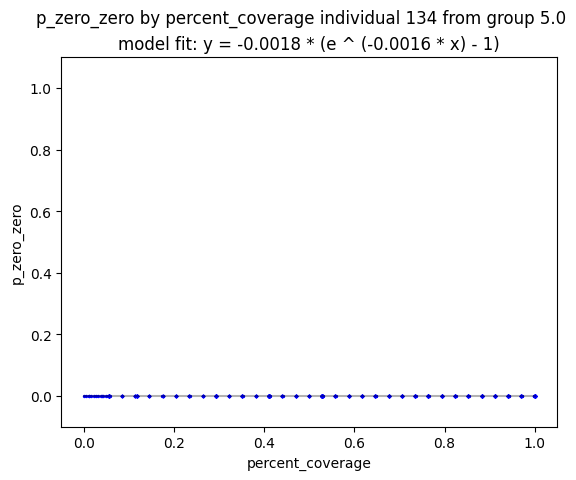 p_zero_zero by percent_coverage individual 134 from group 5.0
model fit: y = -0.0018 * (e ^ (-0.0016 * x) - 1)
1.0
0.8
0.6
0.4
0.2
0.0
p_zero_zero
0.0 0.2 0.4 0.6 0.8 1.0
percent_coverage